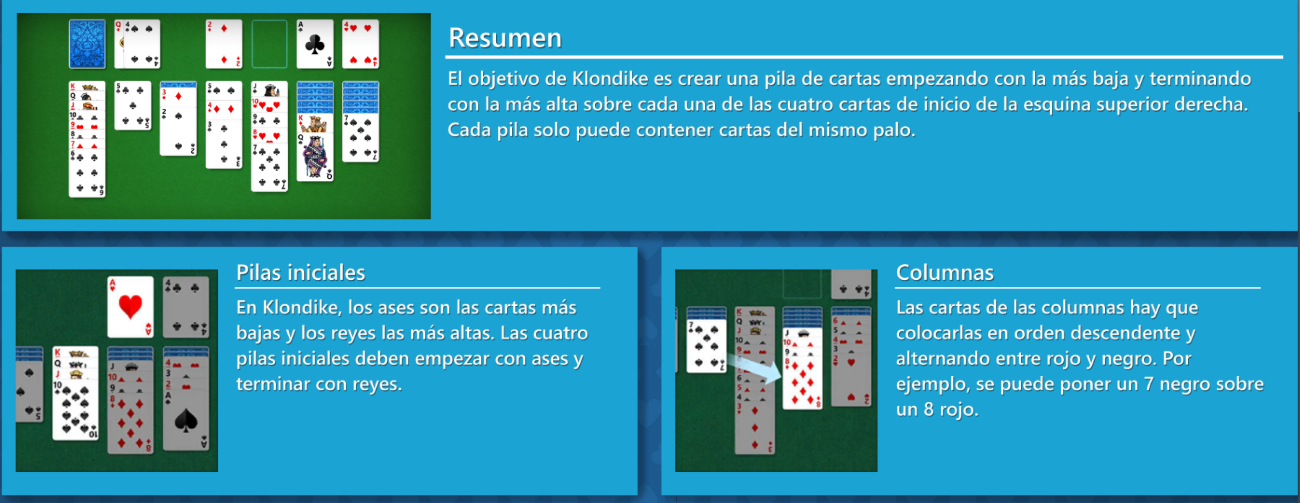 Resumen
El objetivo de Klondike es crear una pila de cartas empezando con la más baja y terminando
con la más alta sobre cada una de las cuatro cartas de inicio de la esquina superior derecha.
Cada pila solo puede contener cartas del mismo palo.
Pilas iniciales
En Klondike, los ases son las cartas más
bajas y los reyes las más altas. Las cuatro
pilas iniciales deben empezar con ases y
terminar con reyes.
Columnas
Las cartas de las columnas hay que
colocarlas en orden descendente y
alternando entre rojo y negro. Por
ejemplo, se puede poner un 7 negro sobre
un 8 rojo.